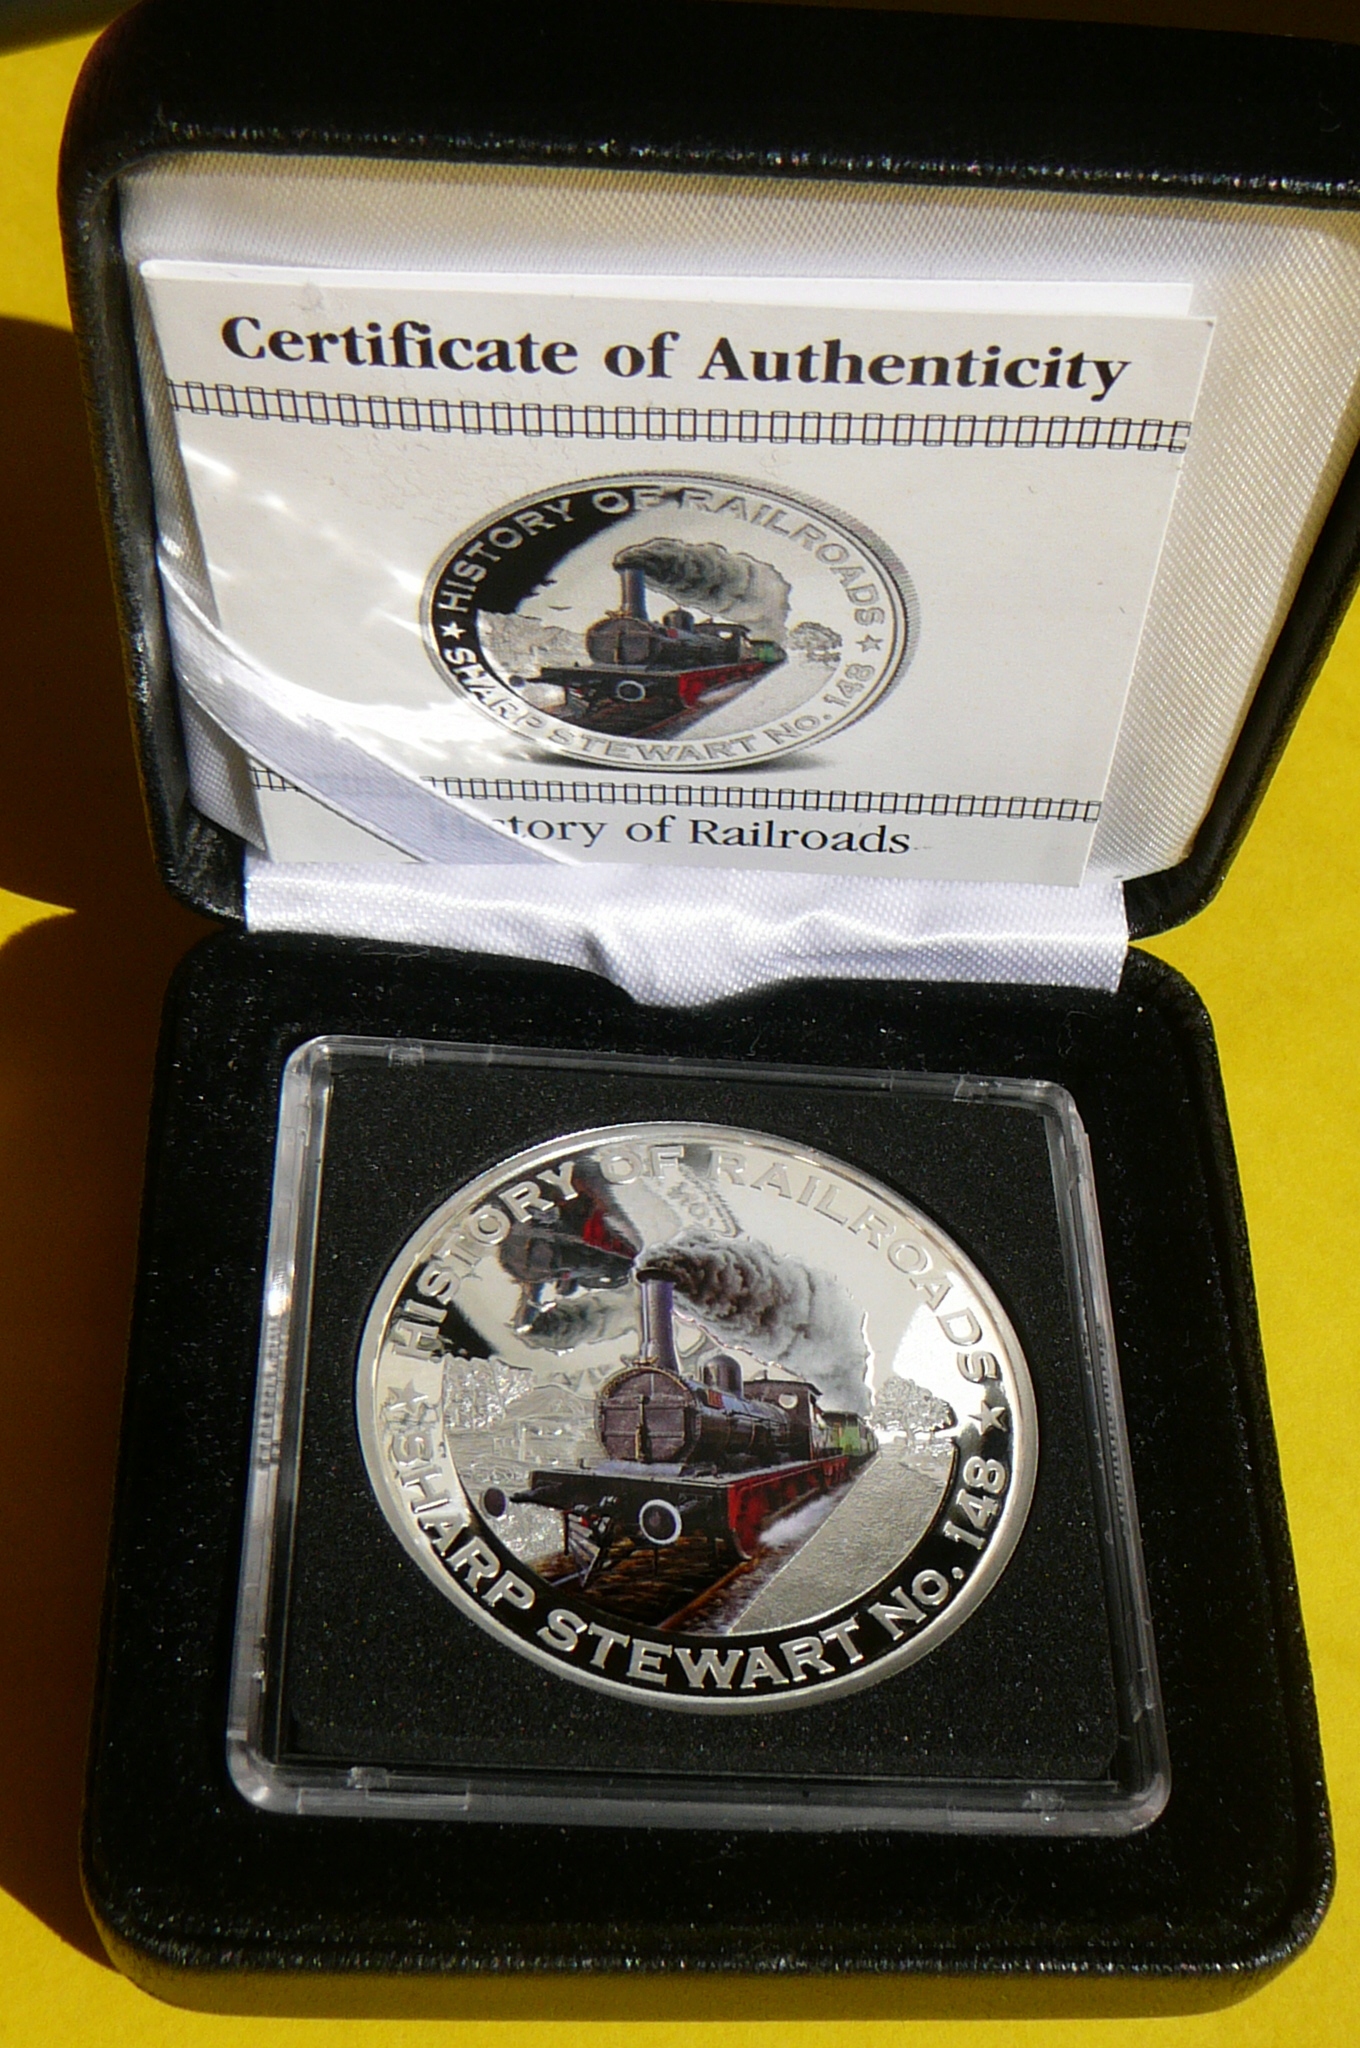 Certificate of Authenticity
HISTORY OF RAILROADS
SHARP STEWART NO. 148
History of Railroads
HISTORY OF RAILROADS
SHARP STEWART NO. 148